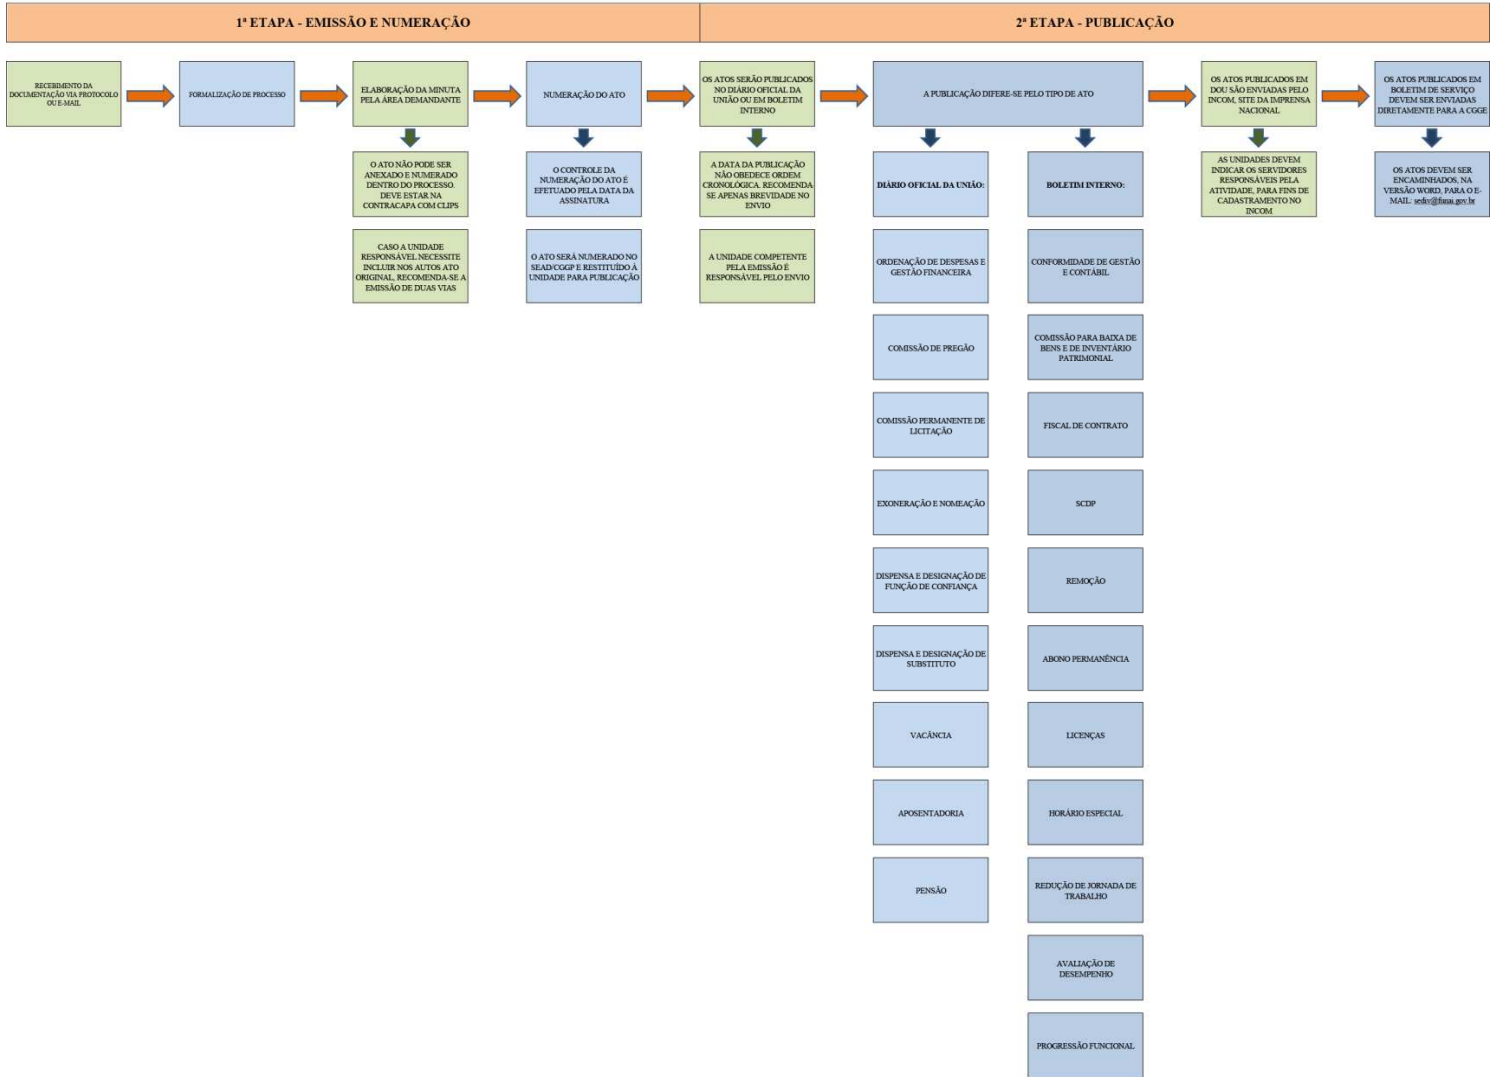 1ª ETAPA - EMISSÃO E NUMERAÇÃO
2ª ETAPA - PUBLICAÇÃO
RECEBIMENTO DA
DOCUMENTAÇÃO VIA PROTOCOLO
OU E-MAIL
FORMALIZAÇÃO DE PROCESSO
ELABORAÇÃO DA MINUTA
PELA ÁREA DEMANDANTE
NUMERAÇÃO DO ATO
OS ATOS SERÃO PUBLICADOS
NO DIÁRIO OFICIAL DA
UNIÃO OU EM BOLETIM
INTERNO
A PUBLICAÇÃO DIFERE-SE PELO TIPO DE ATO
OS ATOS PUBLICADOS EM
DOU SÃO ENVIADAS PELO
INCOM, SITE DA IMPRENSA
NACIONAL
OS ATOS PUBLICADOS EM
BOLETIM DE SERVIÇO
DEVEM SER ENVIADAS
DIRETAMENTE PARA A CGGE
O ATO NÃO PODE SER
ANEXADO E NUMERADO
DENTRO DO PROCESSO.
DEVE ESTAR NA
CONTRACAPA COM CLIPS
O CONTROLE DA
NUMERAÇÃO DO ATO É
EFETUADO PELA DATA DA
ASSINATURA
A DATA DA PUBLICAÇÃO
NÃO OBEDECE ORDEM
CRONOLÓGICA. RECOMENDA
SE APENAS BREVIDADE NO
ENVIO
DIÁRIO OFICIAL DA UNIÃO:
BOLETIM INTERNO:
AS UNIDADES DEVEM
INDICAR OS SERVIDORES
RESPONSÁVEIS PELA
ATIVIDADE, PARA FINS DE
CADASTRAMENTO NO
INCOM
OS ATOS DEVEM SER
ENCAMINHADOS, NA
VERSÃO WORD, PARA O E-
MAIL: sediv@funai.gov.br
CASO A UNIDADE
RESPONSÁVEL NECESSITE
INCLUIR NOS AUTOS ATO
ORIGINAL, RECOMENDA-SE A
EMISSÃO DE DUAS VIAS
O ATO SERÁ NUMERADO NO
SEAD/CGGP E RESTITUÍDO À
UNIDADE PARA PUBLICAÇÃO
A UNIDADE COMPETENTE
PELA EMISSÃO É
RESPONSÁVEL PELO ENVIO
ORDENAÇÃO DE DESPESAS E
GESTÃO FINANCEIRA
CONFORMIDADE DE GESTÃO
E CONTÁBIL
COMISSÃO DE PREGÃO
COMISSÃO PARA BAIXA DE
BENS E DE INVENTÁRIO
PATRIMONIAL
COMISSÃO PERMANENTE DE
LICITAÇÃO
FISCAL DE CONTRATO
EXONERAÇÃO E NOMEAÇÃO
SCDP
DISPENSA E DESIGNAÇÃO DE
FUNÇÃO DE CONFIANÇA
REMOÇÃO
DISPENSA E DESIGNAÇÃO DE
SUBSTITUTO
ABONO PERMANÊNCIA
VACÂNCIA
LICENÇAS
APOSENTADORIA
HORÁRIO ESPECIAL
PENSÃO
REDUÇÃO DE JORNADA DE
TRABALHO
AVALIAÇÃO DE
DESEMPENHO
PROGRESSÃO FUNCIONAL